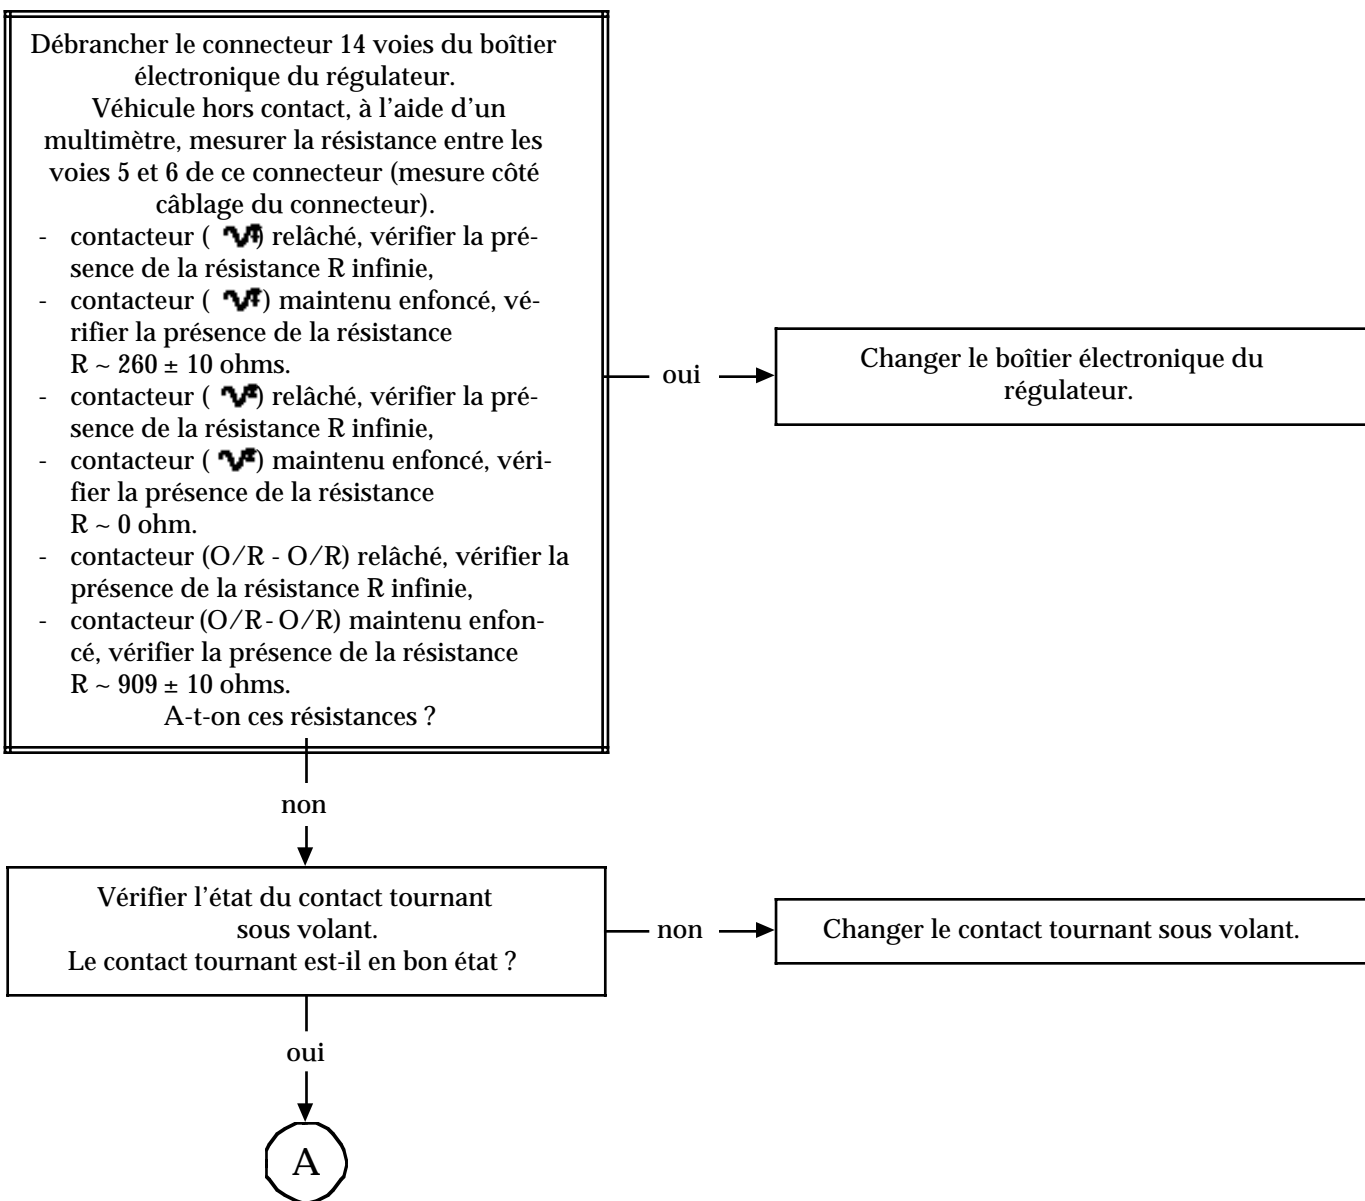 Débrancher le connecteur 14 voies du boîtier
électronique du régulateur.
Véhicule hors contact, à l'aide d'un
multimètre, mesurer la résistance entre les
voies 5 et 6 de ce connecteur (mesure côté
câblage du connecteur).
- contacteur ( ) relâché, vérifier la pré-
sence de la résistance R infinie,
- contacteur ( ) maintenu enfoncé, vé-
rifier la présence de la résistance
R ~ 260 ± 10 ohms.
- contacteur ( ) relâché, vérifier la pré-
sence de la résistance R infinie,
- contacteur ( ) maintenu enfoncé, véri-
fier la présence de la résistance
R ~ 0 ohm.
- contacteur (O/R - O/R) relâché, vérifier la
présence de la résistance R infinie,
- contacteur (O/R - O/R) maintenu enfon-
cé, vérifier la présence de la résistance
R ~ 909 ± 10 ohms.
A-t-on ces résistances ?
oui
Changer le boîtier électronique du
régulateur.
non
Vérifier l'état du contact tournant
sous volant.
Le contact tournant est-il en bon état ?
non
Changer le contact tournant sous volant.
oui
A